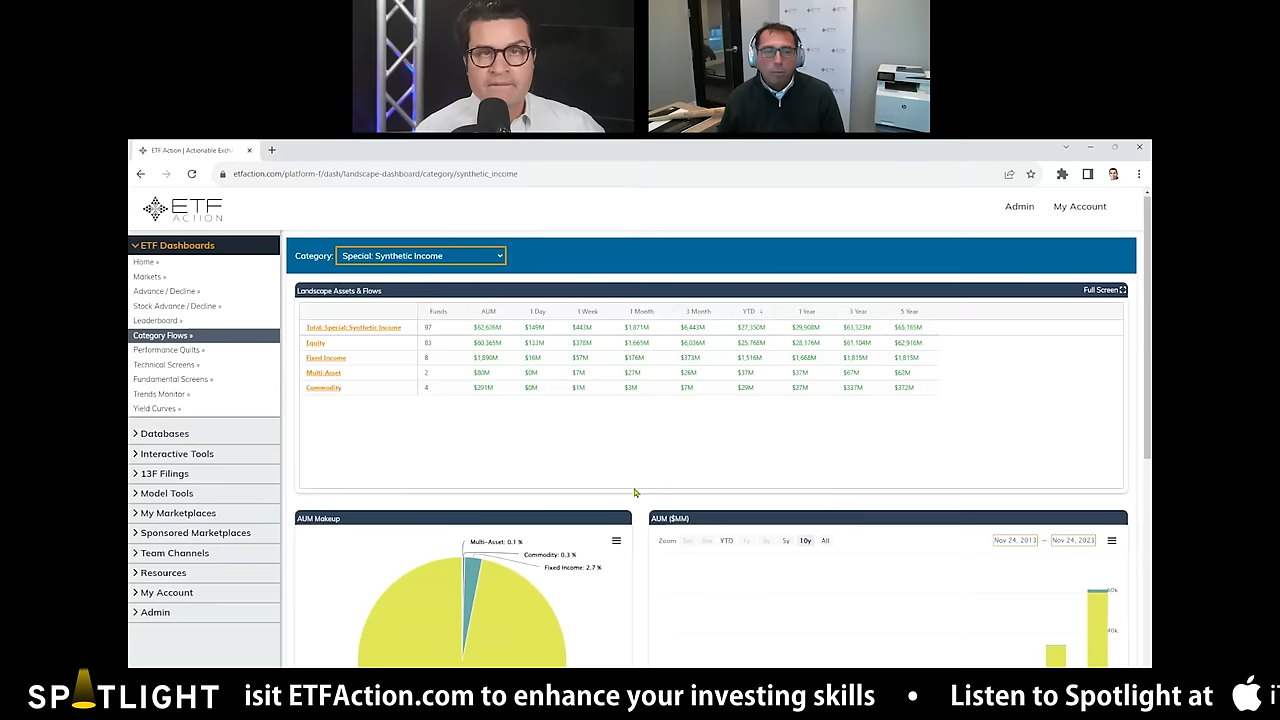 ETF Action | Actionable Exch
etfaction.com/platform-f/dash/landscape-dashboard/category/synthetic_income
ETF
ACTION
Admin
My Account
ETF Dashboards
Home »
Markets »
Advance / Decline »
Stock Advance / Decline »
Leaderboard »
Category Flows »
Performance Quilts »
Technical Screens »
Fundamental Screens »
Trends Monitor »
Yield Curves »
Databases
Interactive Tools
13F Filings
Model Tools
My Marketplaces
Sponsored Marketplaces
Team Channels
Resources
My Account
Admin
Category: Special: Synthetic Income
Landscape Assets & Flows Full Screen
Funds AUM 1 Day 1 Week 1 Month 3 Month YTD ↓ 1 Year 3 Year 5 Year
Total: Special: Synthetic Income 97 $62,626M $149M $443M $1,871M $6,443M $27,350M $29,908M $63,323M $65,165M
Equity 83 $60,365M $133M $378M $1,665M $6,036M $25,768M $28,176M $61,104M $62,916M
Fixed Income 8 $1,890M $16M $57M $176M $373M $1,516M $1,668M $1,815M $1,815M
Multi-Asset 2 $80M $0M $7M $27M $26M $37M $37M $67M $62M
Commodity 4 $291M $0M $1M $3M $7M $29M $27M $337M $372M
AUM Makeup
Multi-Asset: 0.1 %
Commodity: 0.3 %
Fixed Income: 2.7 %
AUM ($MM)
Zoom YTD 5y 10y All Nov 24, 2013 → Nov 24, 2023
60k
40k
SPOTLIGHT isit ETFAction.com to enhance your investing skills • Listen to Spotlight at